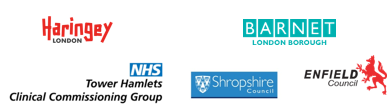 Haringey
LONDON
BARNET
LONDON BOROUGH
NHS
Tower Hamlets
Clinical Commissioning Group
Shropshire
Council
ENFIELD
Council